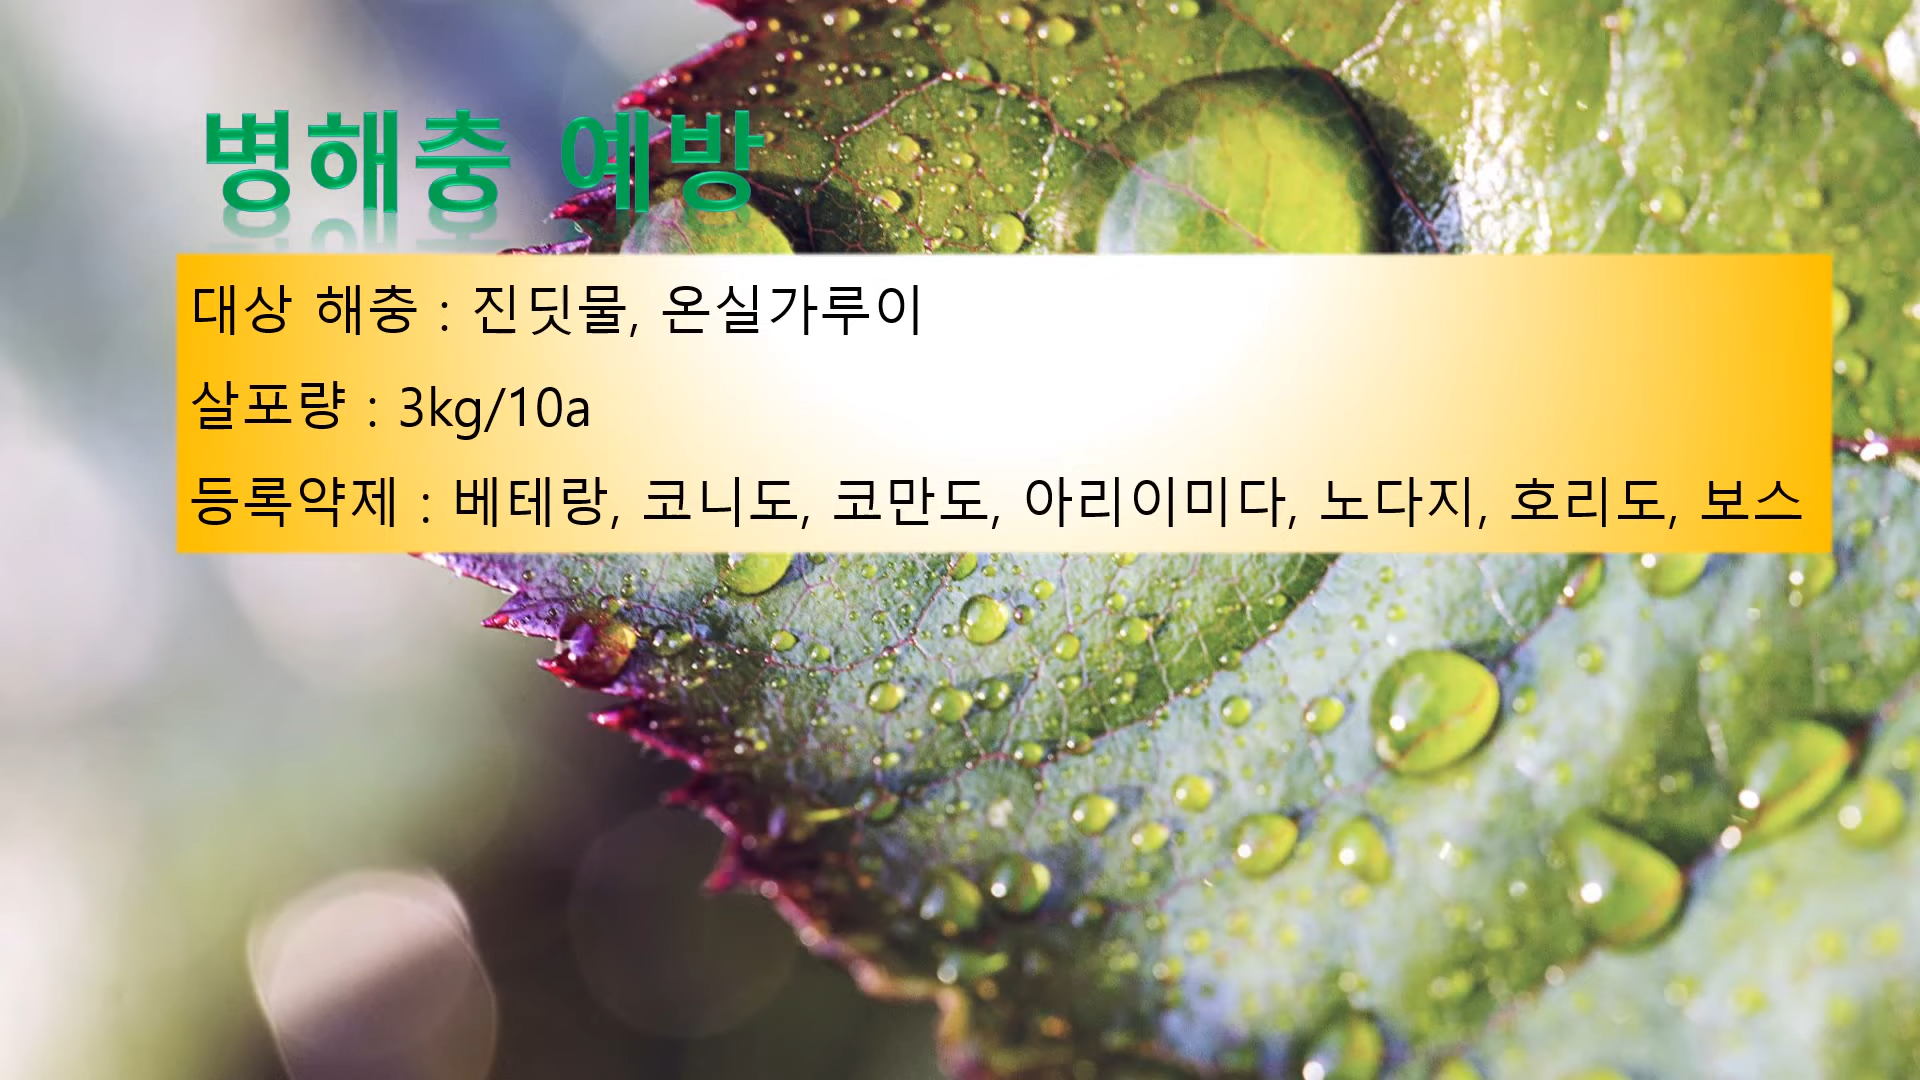 병해충 예방
대상 해충 : 진딧물, 온실가루이
살포량 : 3kg/10a
등록약제 : 베테랑, 코니도, 코만도, 아리이미다, 노다지, 호리도, 보스